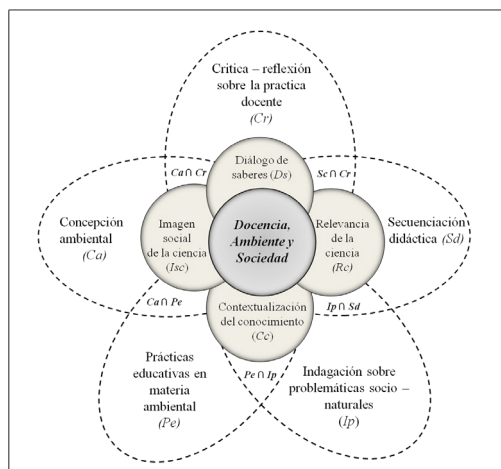 Critica – reflexión
sobre la practica
docente
(Cr)
Ca ∩ Cr
Diálogo de
saberes (Ds)
Sc ∩ Cr
Concepción
ambiental
(Ca)
Imagen
social
de la ciencia
(Isc)
Docencia,
Ambiente y
Sociedad
Relevancia
de la
ciencia
(Rc)
Secuenciación
didáctica (Sd)
Ca ∩ Pe
Contextualización
del conocimiento
(Cc)
Ip ∩ Sd
Prácticas
educativas en
materia
ambiental
(Pe)
Pe ∩ Ip
Indagación sobre
problemáticas socio –
naturales
(Ip)